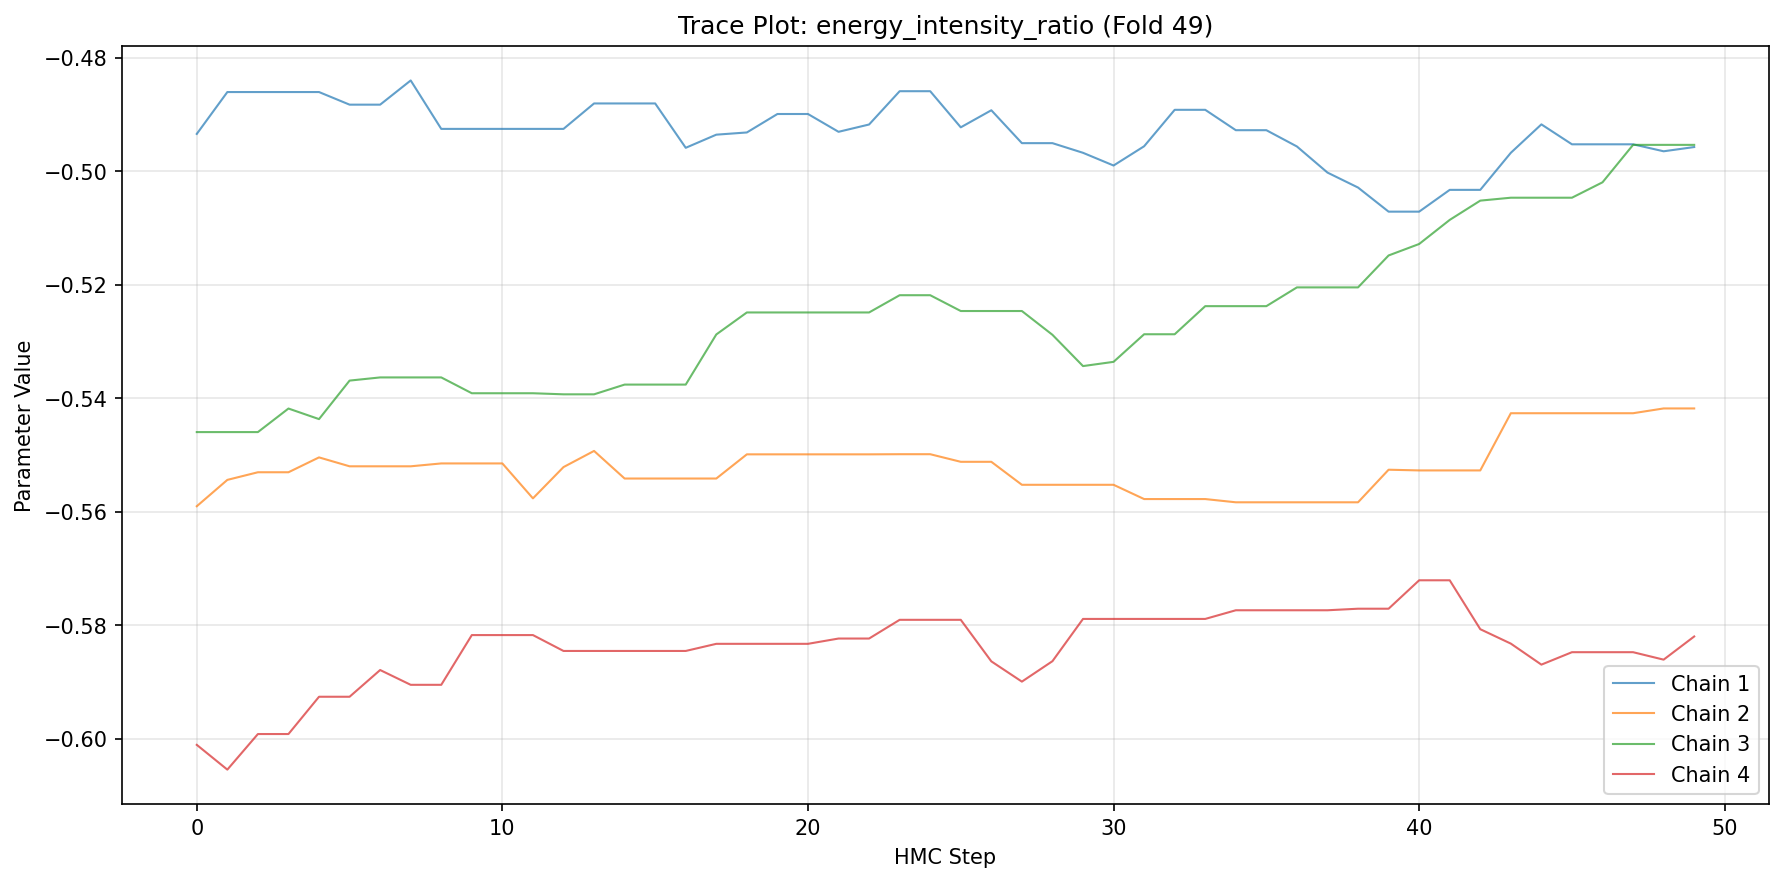 Trace Plot: energy_intensity_ratio (Fold 49)
−0.48
−0.50
−0.52
−0.54
−0.56
−0.58
−0.60
Parameter Value
0 10 20 30 40 50
HMC Step
Chain 1
Chain 2
Chain 3
Chain 4